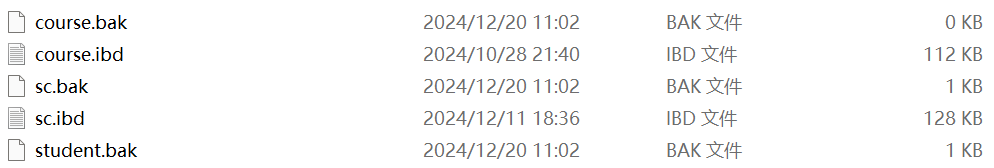 course.bak 2024/12/20 11:02 BAK 文件 0 KB
course.ibd 2024/10/28 21:40 IBD 文件 112 KB
sc.bak 2024/12/20 11:02 BAK 文件 1 KB
sc.ibd 2024/12/11 18:36 IBD 文件 128 KB
student.bak 2024/12/20 11:02 BAK 文件 1 KB